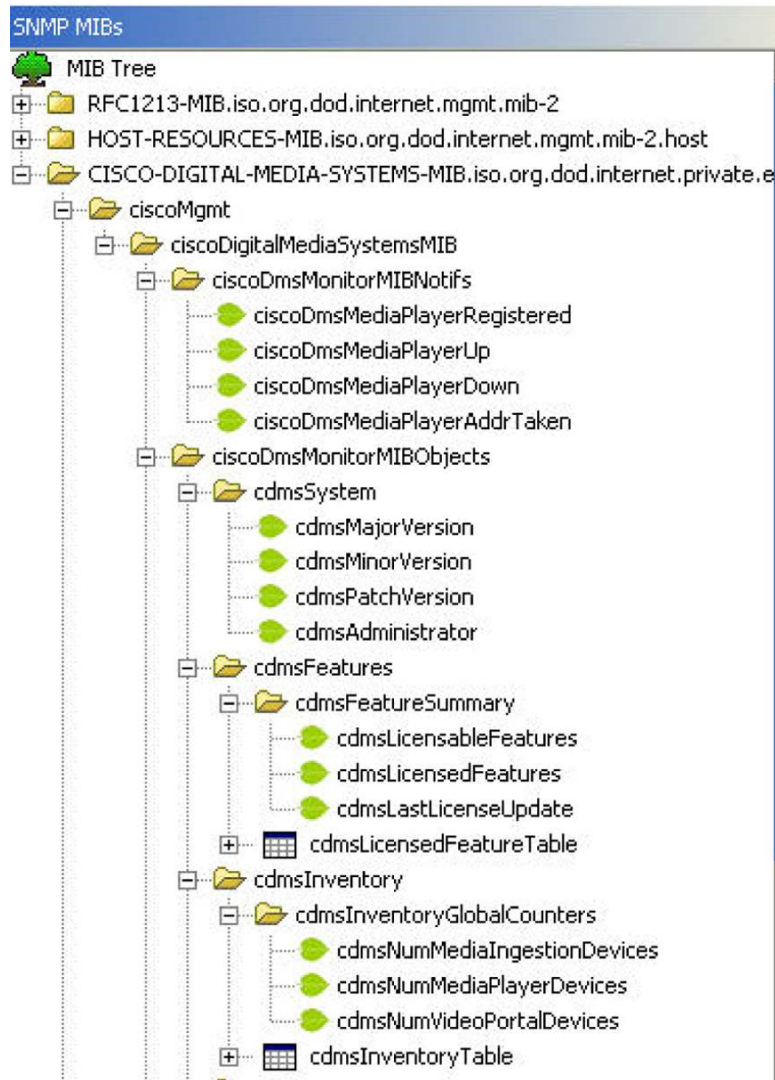 SNMP MIBs
MIB Tree
RFC1213-MIB.iso.org.dod.internet.mgmt.mib-2
HOST-RESOURCES-MIB.iso.org.dod.internet.mgmt.mib-2.host
CISCO-DIGITAL-MEDIA-SYSTEMS-MIB.iso.org.dod.internet.private.e
ciscoMgmt
ciscoDigitalMediaSystemsMIB
ciscoDmsMonitorMIBNotifs
ciscoDmsMediaPlayerRegistered
ciscoDmsMediaPlayerUp
ciscoDmsMediaPlayerDown
ciscoDmsMediaPlayerAddrTaken
ciscoDmsMonitorMIBObjects
cdmsSystem
cdmsMajorVersion
cdmsMinorVersion
cdmsPatchVersion
cdmsAdministrator
cdmsFeatures
cdmsFeatureSummary
cdmsLicensableFeatures
cdmsLicensedFeatures
cdmsLastLicenseUpdate
cdmsLicensedFeatureTable
cdmsInventory
cdmsInventoryGlobalCounters
cdmsNumMediaIngestionDevices
cdmsNumMediaPlayerDevices
cdmsNumVideoPortalDevices
cdmsInventoryTable